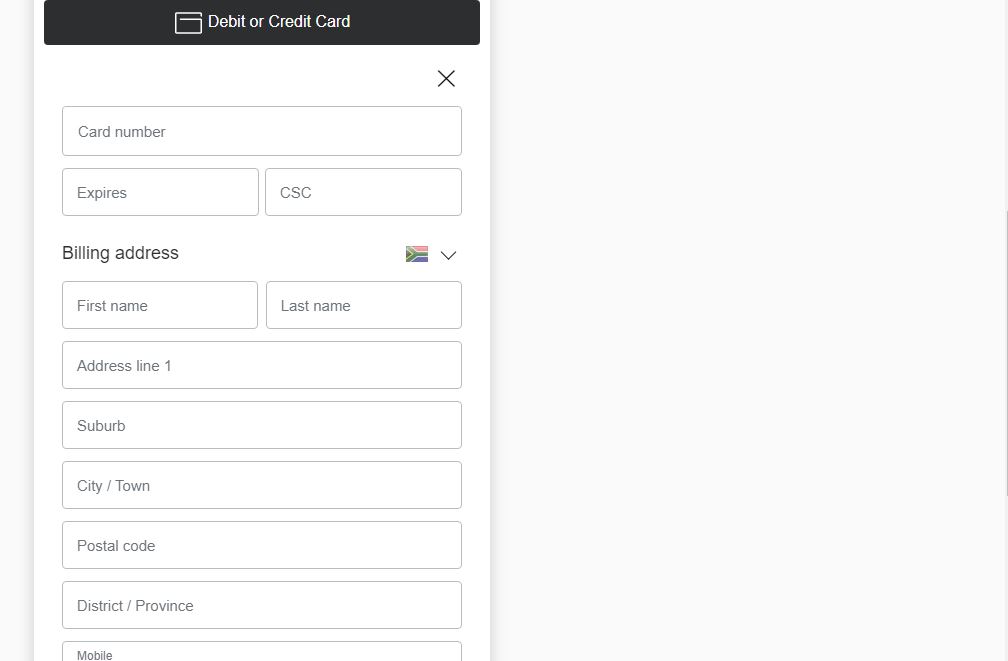 Debit or Credit Card
Card number
Expires CSC
Billing address
First name Last name
Address line 1
Suburb
City / Town
Postal code
District / Province
Mobile